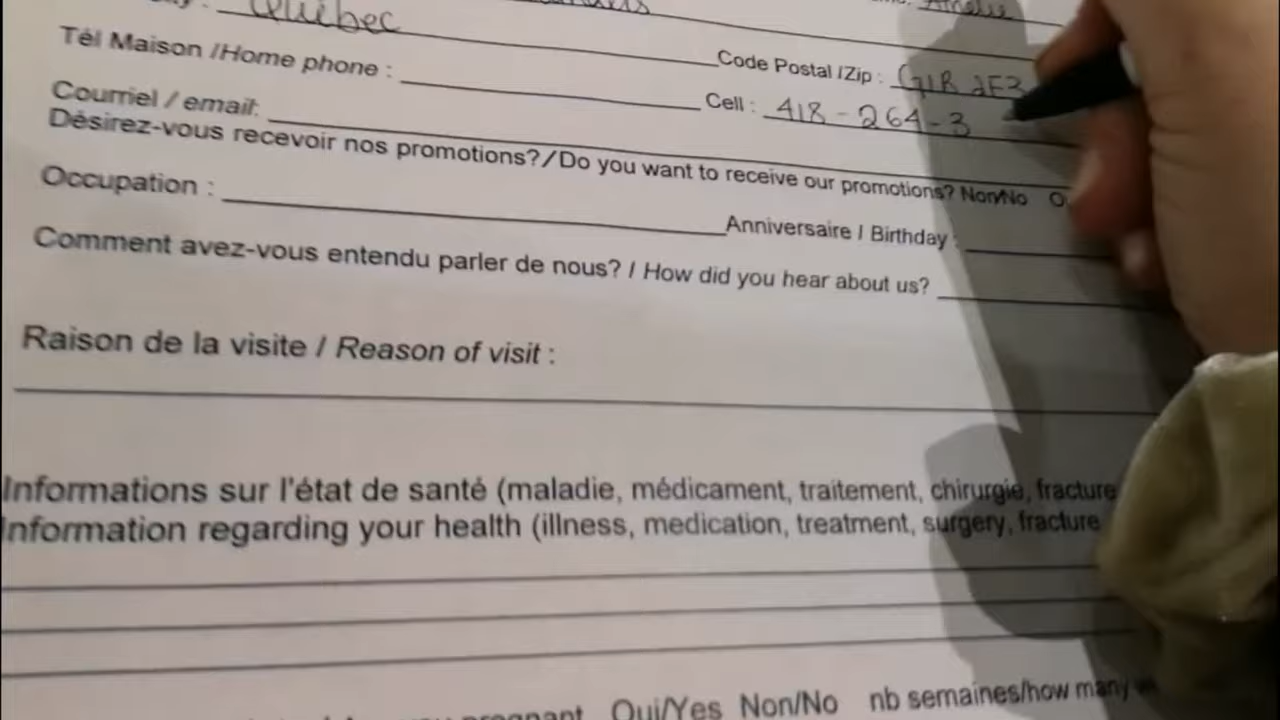 Québec
Amélie
Tél Maison /Home phone : Code Postal /Zip : G1R 2E3
Courriel / email: Cell : 418-264-3
Désirez-vous recevoir nos promotions?/Do you want to receive our promotions? Non/No
Occupation : Anniversaire / Birthday :
Comment avez-vous entendu parler de nous? / How did you hear about us?
Raison de la visite / Reason of visit :
Informations sur l'état de santé (maladie, médicament, traitement, chirurgie, fracture
Information regarding your health (illness, medication, treatment, surgery, fracture
pregnant Oui/Yes Non/No nb semaines/how many